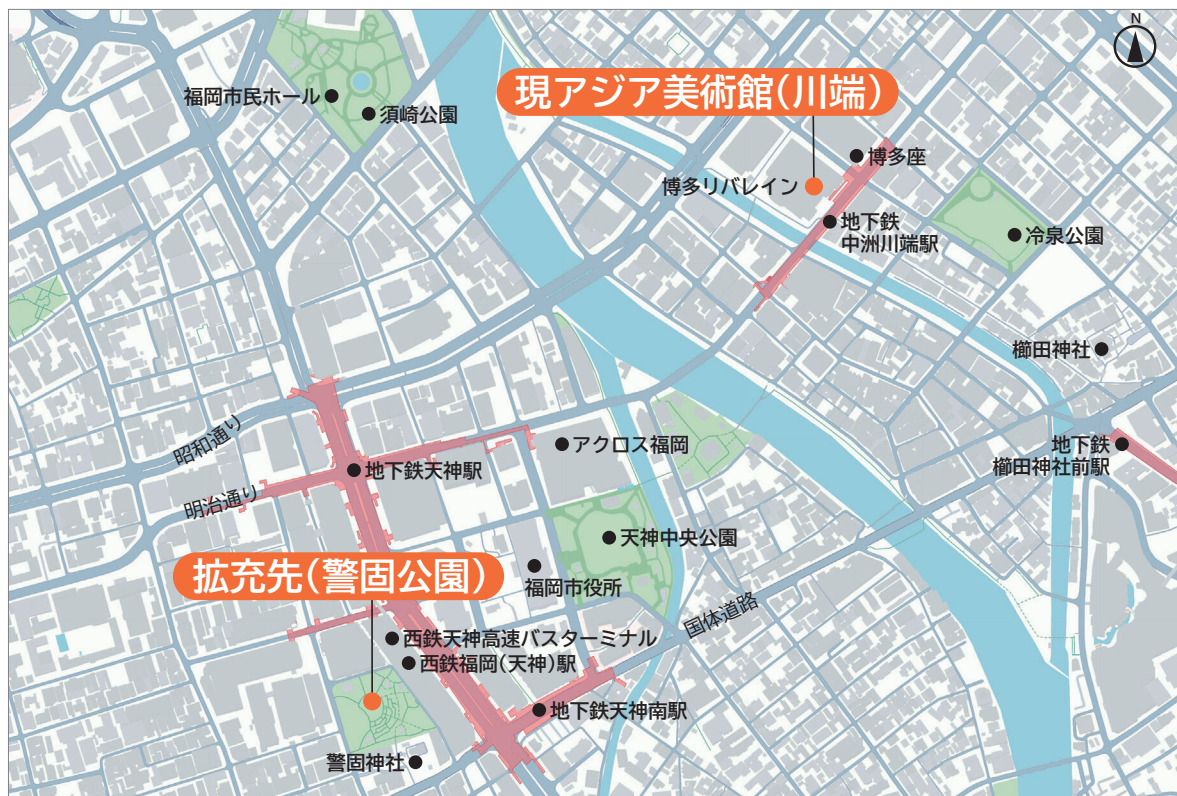 N
現アジア美術館(川端)
福岡市民ホール
須崎公園
博多座
博多リバレイン
地下鉄
中洲川端駅
冷泉公園
櫛田神社
昭和通り
アクロス福岡
地下鉄
櫛田神社前駅
地下鉄天神駅
明治通り
天神中央公園
拡充先(警固公園)
福岡市役所
国体道路
西鉄天神高速バスターミナル
西鉄福岡(天神)駅
地下鉄天神南駅
警固神社